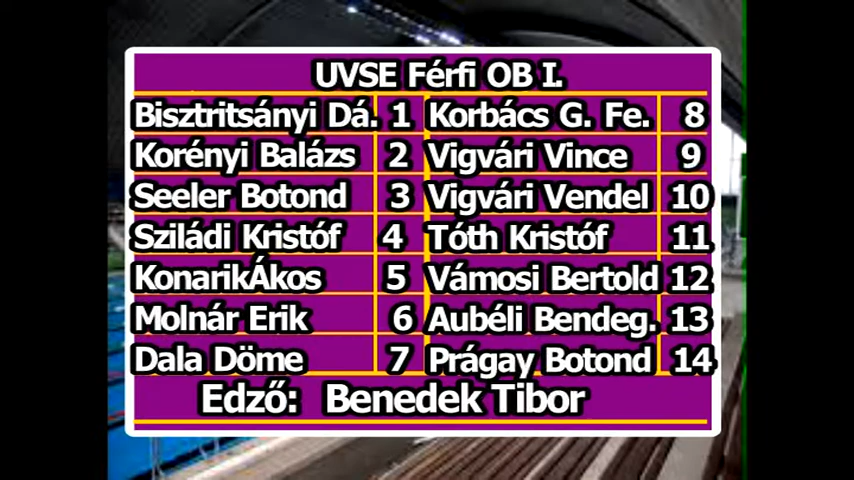 UVSE Férfi OB I.
Bisztritsányi Dá. 1 Korbács G. Fe. 8
Korényi Balázs 2 Vigvári Vince 9
Seeler Botond 3 Vigvári Vendel 10
Sziládi Kristóf 4 Tóth Kristóf 11
KonarikÁkos 5 Vámosi Bertold 12
Molnár Erik 6 Aubéli Bendeg. 13
Dala Döme 7 Prágay Botond 14
Edző: Benedek Tibor